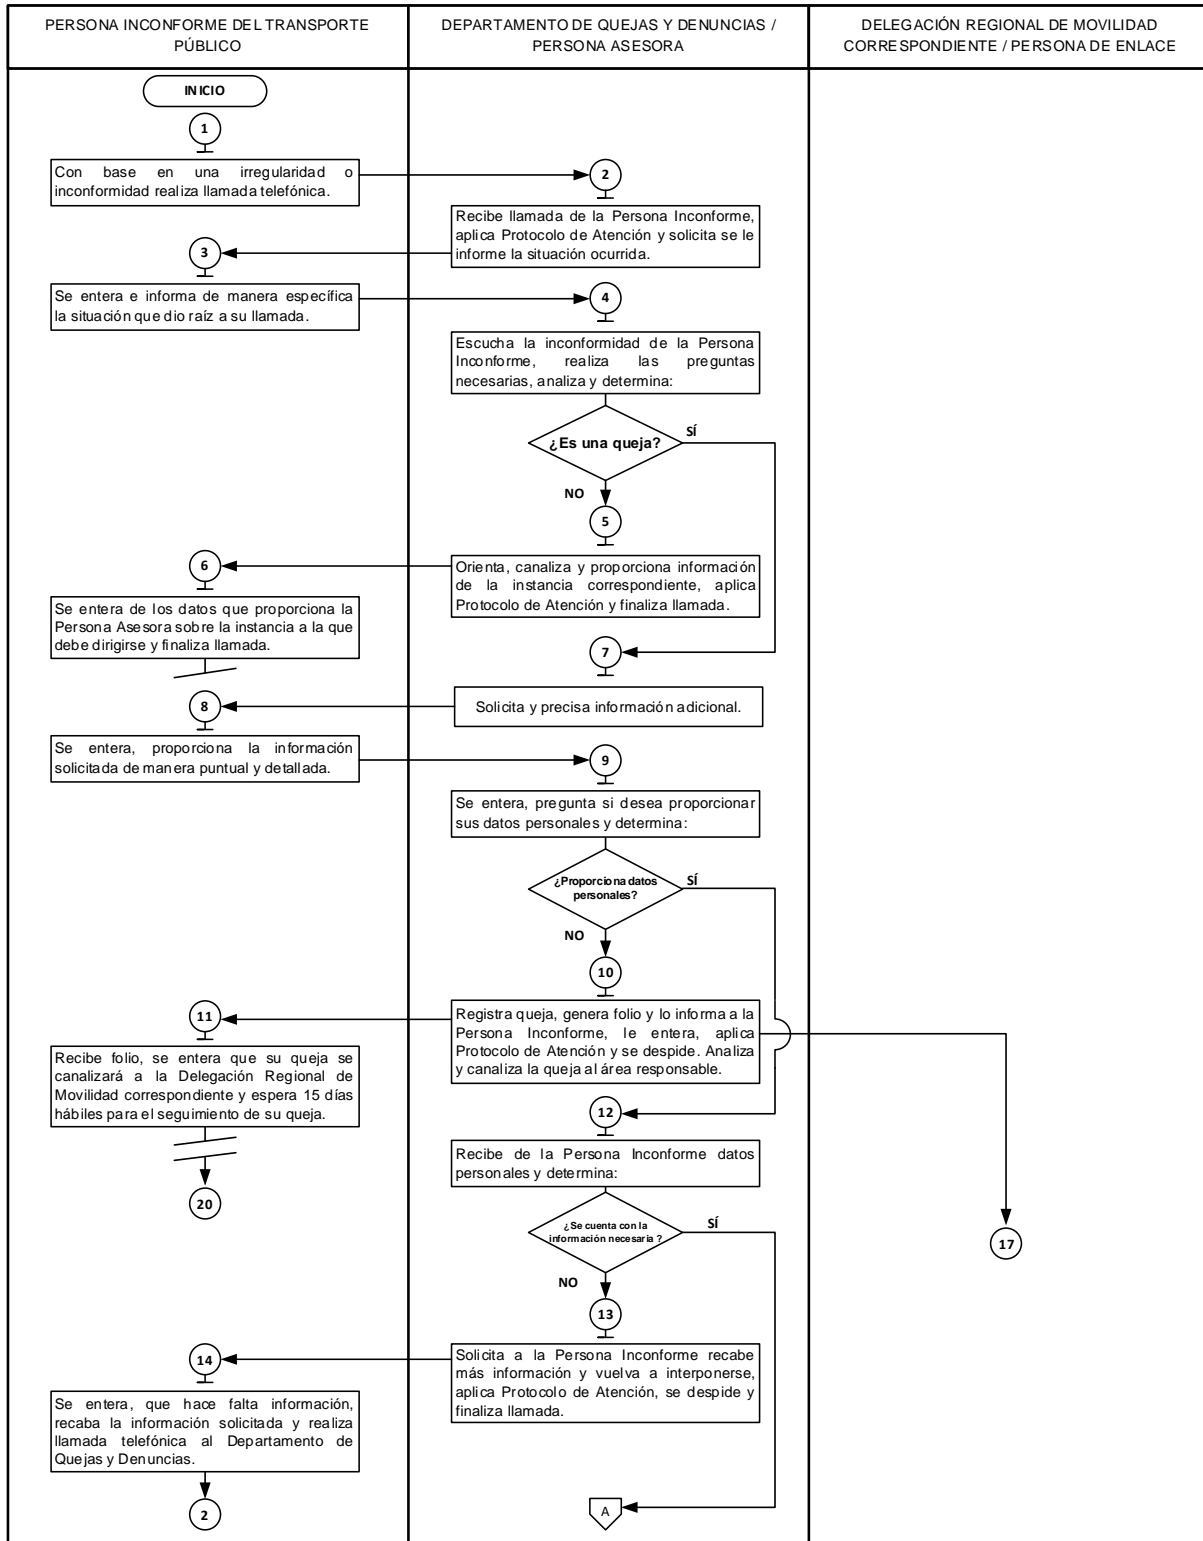 PERSONA INCONFORME DEL TRANSPORTE
PÚBLICO
DEPARTAMENTO DE QUEJAS Y DENUNCIAS /
PERSONA ASESORA
DELEGACIÓN REGIONAL DE MOVILIDAD
CORRESPONDIENTE / PERSONA DE ENLACE
INICIO
1
Con base en una irregularidad o
inconformidad realiza llamada telefónica.
2
Recibe llamada de la Persona Inconforme,
aplica Protocolo de Atención y solicita se le
informe la situación ocurrida.
3
Se entera e informa de manera específica
la situación que dio raíz a su llamada.
4
Escucha la inconformidad de la Persona
Inconforme, realiza las preguntas
necesarias, analiza y determina:
¿Es una queja?
SÍ
NO
5
Orienta, canaliza y proporciona información
de la instancia correspondiente, aplica
Protocolo de Atención y finaliza llamada.
6
Se entera de los datos que proporciona la
Persona Asesora sobre la instancia a la que
debe dirigirse y finaliza llamada.
7
Solicita y precisa información adicional.
8
Se entera, proporciona la información
solicitada de manera puntual y detallada.
9
Se entera, pregunta si desea proporcionar
sus datos personales y determina:
¿Proporciona datos
personales?
SÍ
NO
10
Registra queja, genera folio y lo informa a la
Persona Inconforme, le entera, aplica
Protocolo de Atención y se despide. Analiza
y canaliza la queja al área responsable.
11
Recibe folio, se entera que su queja se
canalizará a la Delegación Regional de
Movilidad correspondiente y espera 15 días
hábiles para el seguimiento de su queja.
20
12
Recibe de la Persona Inconforme datos
personales y determina:
¿Se cuenta con la
información necesaria ?
SÍ
NO
17
13
Solicita a la Persona Inconforme recabe
más información y vuelva a interponerse,
aplica Protocolo de Atención, se despide y
finaliza llamada.
14
Se entera, que hace falta información,
recaba la información solicitada y realiza
llamada telefónica al Departamento de
Quejas y Denuncias.
2
A